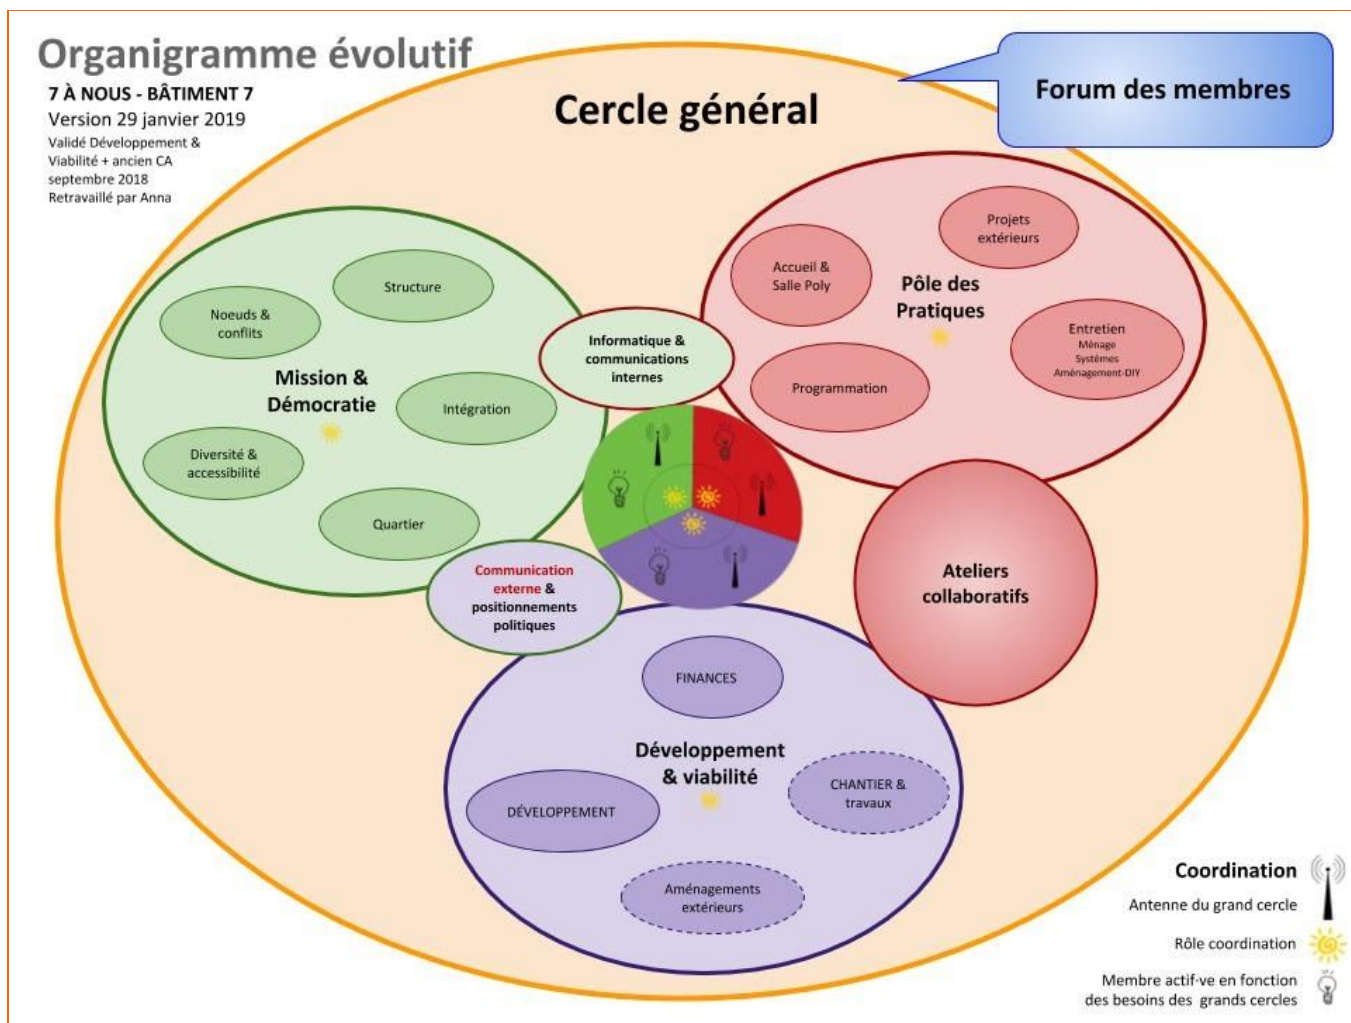 Organigramme évolutif
7 À NOUS - BÂTIMENT 7
Version 29 janvier 2019
Validé Développement &
Viabilité + ancien CA
septembre 2018
Retravaillé par Anna
Cercle général
Forum des membres
Structure
Noeuds &
conflits
Mission &
Démocratie
Intégration
Diversité &
accessibilité
Quartier
Informatique &
communications
internes
Projets
extérieurs
Accueil &
Salle Poly
Pôle des
Pratiques
Entretien
Ménage
Systèmes
Aménagement-DIY
Programmation
Communication
externe &
positionnements
politiques
Ateliers
collaboratifs
FINANCES
Développement
& viabilité
CHANTIER &
travaux
DÉVELOPPEMENT
Aménagements
extérieurs
Coordination
Antenne du grand cercle
Rôle coordination
Membre actif·ve en fonction
des besoins des grands cercles